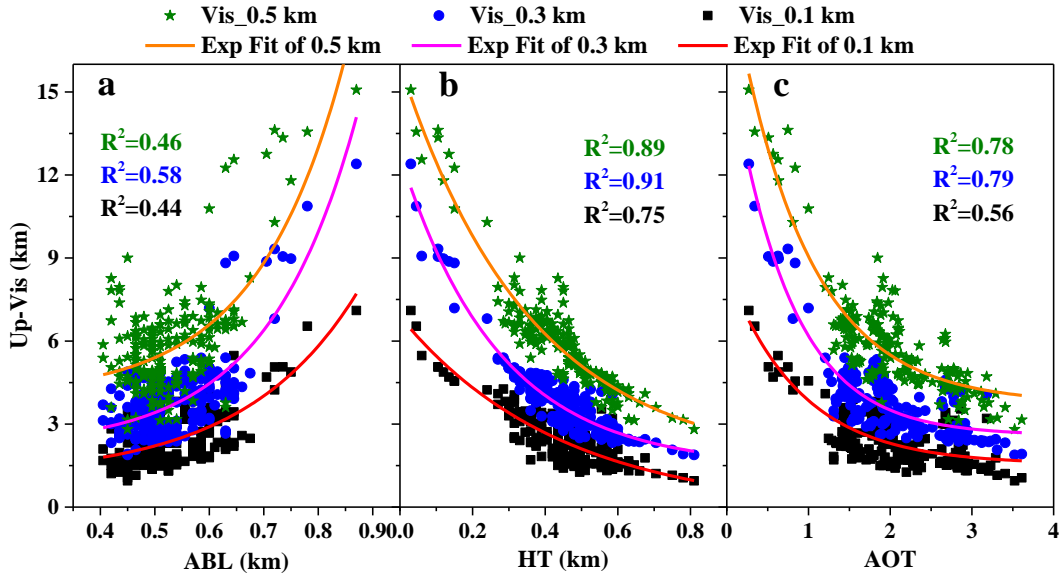 Vis_0.5 km Vis_0.3 km Vis_0.1 km
Exp Fit of 0.5 km Exp Fit of 0.3 km Exp Fit of 0.1 km
Up-Vis (km)
15
12
9
6
3
0
a
R²=0.46
R²=0.58
R²=0.44
0.4 0.5 0.6 0.7 0.8 0.9
ABL (km)
b
R²=0.89
R²=0.91
R²=0.75
0.0 0.2 0.4 0.6 0.8
HT (km)
c
R²=0.78
R²=0.79
R²=0.56
0 1 2 3 4
AOT